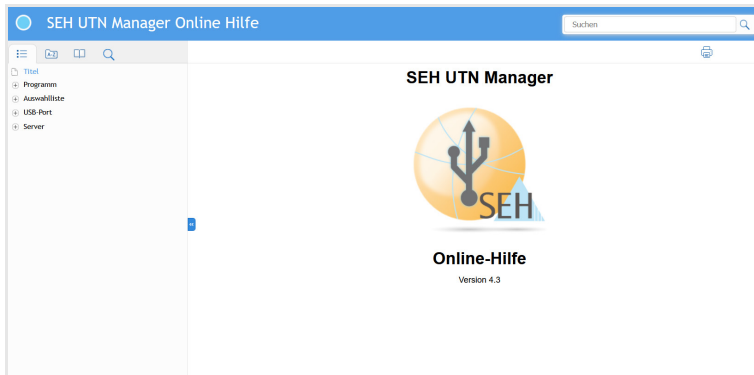 SEH UTN Manager Online Hilfe
Suchen
A-Z
Titel
Programm
Auswahlliste
USB-Port
Server
SEH UTN Manager
SEH
Online-Hilfe
Version 4.3